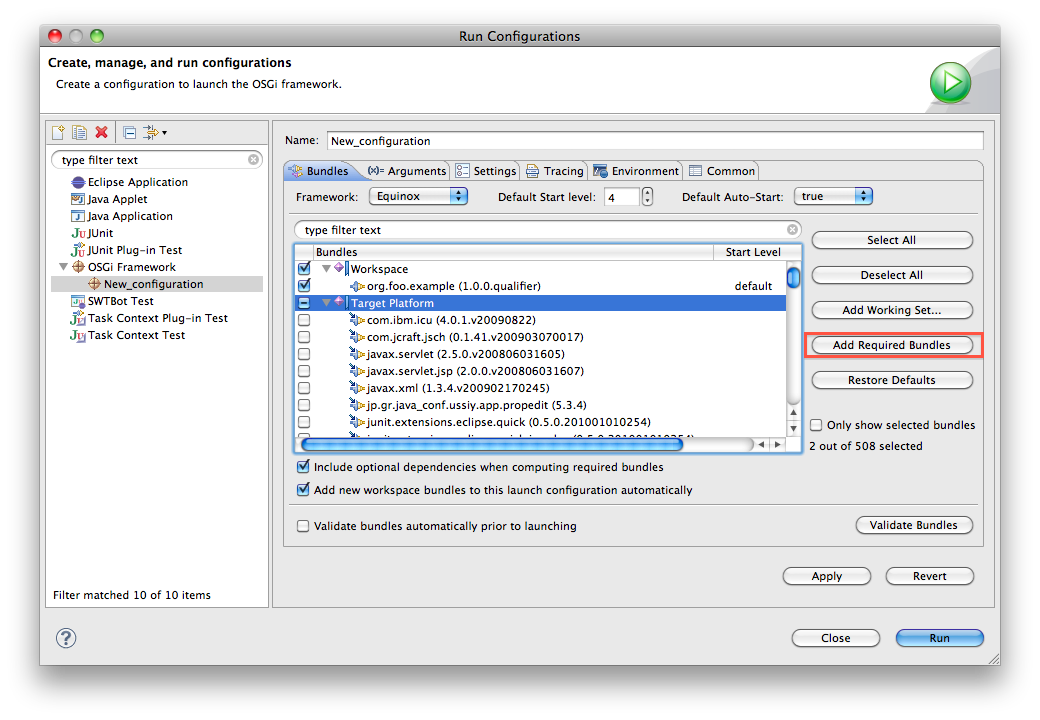 Run Configurations
Create, manage, and run configurations
Create a configuration to launch the OSGi framework.
type filter text
Eclipse Application
Java Applet
Java Application
JUnit
JUnit Plug-in Test
OSGi Framework
New_configuration
SWTBot Test
Task Context Plug-in Test
Task Context Test
Filter matched 10 of 10 items
Name: New_configuration
Bundles (x)= Arguments Settings Tracing Environment Common
Framework: Equinox Default Start level: 4 Default Auto-Start: true
type filter text
Bundles Start Level
Workspace
org.foo.example (1.0.0.qualifier) default
Target Platform
com.ibm.icu (4.0.1.v20090822)
com.jcraft.jsch (0.1.41.v200903070017)
javax.servlet (2.5.0.v200806031605)
javax.servlet.jsp (2.0.0.v200806031607)
javax.xml (1.3.4.v200902170245)
jp.gr.java_conf.ussiy.app.propedit (5.3.4)
junit.extensions.eclipse.quick (0.5.0.201001010254)
Select All
Deselect All
Add Working Set...
Add Required Bundles
Restore Defaults
Only show selected bundles
2 out of 508 selected
Include optional dependencies when computing required bundles
Add new workspace bundles to this launch configuration automatically
Validate bundles automatically prior to launching Validate Bundles
Apply Revert
? Close Run